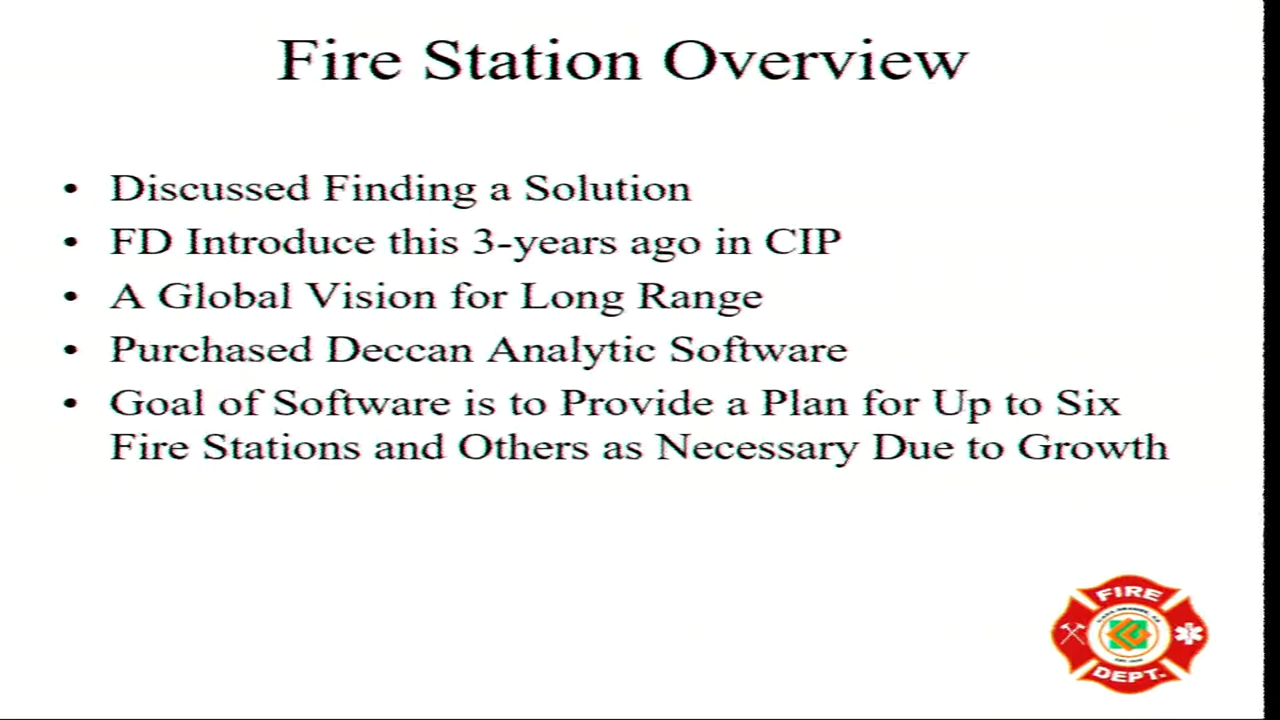 Fire Station Overview
• Discussed Finding a Solution
• FD Introduce this 3-years ago in CIP
• A Global Vision for Long Range
• Purchased Deccan Analytic Software
• Goal of Software is to Provide a Plan for Up to Six
Fire Stations and Others as Necessary Due to Growth
FIRE
DEPT.